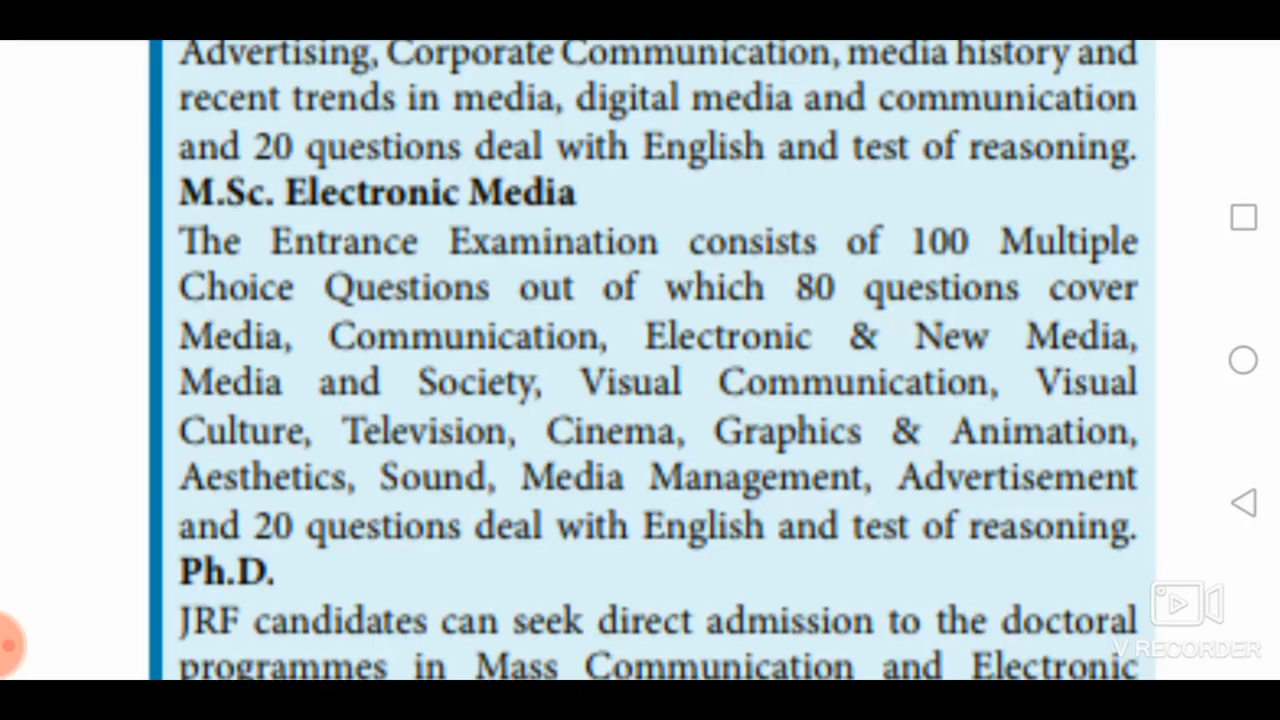 Advertising, Corporate Communication, media history and
recent trends in media, digital media and communication
and 20 questions deal with English and test of reasoning.
M.Sc. Electronic Media
The Entrance Examination consists of 100 Multiple
Choice Questions out of which 80 questions cover
Media, Communication, Electronic & New Media,
Media and Society, Visual Communication, Visual
Culture, Television, Cinema, Graphics & Animation,
Aesthetics, Sound, Media Management, Advertisement
and 20 questions deal with English and test of reasoning.
Ph.D.
JRF candidates can seek direct admission to the doctoral
programmes in Mass Communication and Electronic
V RECORDER